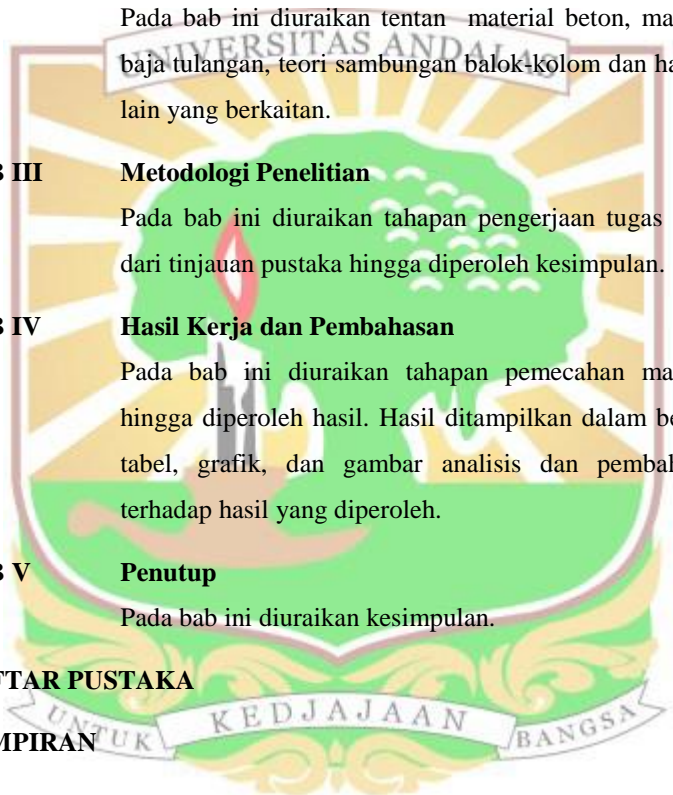 Pada bab ini diuraikan tentan material beton, ma
UNIVERSITAS ANDALAS
baja tulangan, teori sambungan balok-kolom dan ha
lain yang berkaitan.
B III Metodologi Penelitian
Pada bab ini diuraikan tahapan pengerjaan tugas
dari tinjauan pustaka hingga diperoleh kesimpulan.
B IV Hasil Kerja dan Pembahasan
Pada bab ini diuraikan tahapan pemecahan ma
hingga diperoleh hasil. Hasil ditampilkan dalam be
tabel, grafik, dan gambar analisis dan pembah
terhadap hasil yang diperoleh.
B V Penutup
Pada bab ini diuraikan kesimpulan.
FTAR PUSTAKA
UNTUK KEDJAJAAN BANGSA
MPIRAN